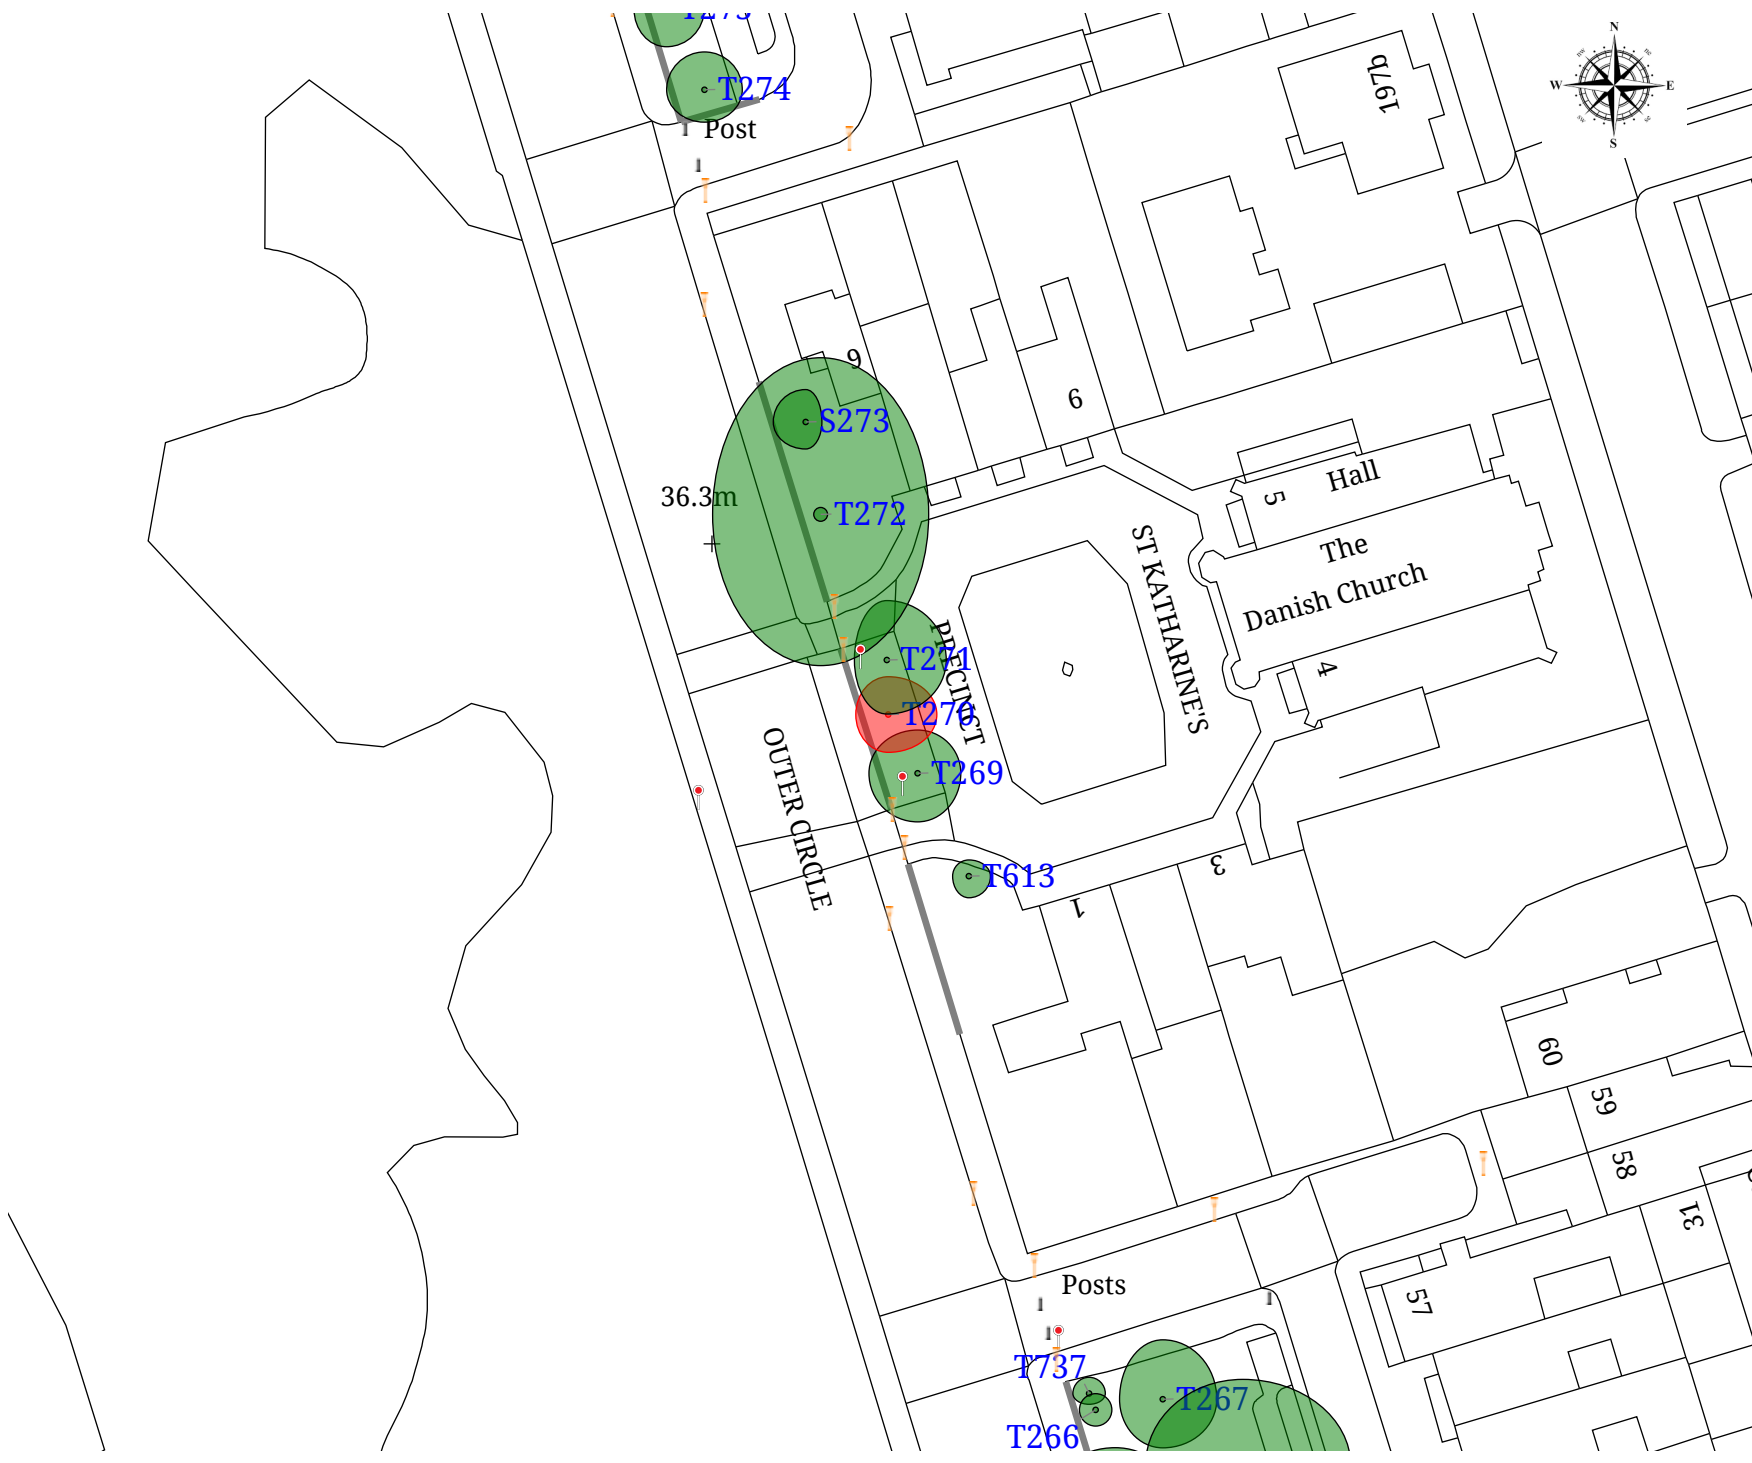 T274
Post
N
W
E
S
197b
9
S273
36.3m
T272
6
5
Hall
The
Danish Church
ST KATHARINE'S
PRECINCT
4
T271
T270
T269
OUTER CIRCLE
T613
3
1
60
59
58
31
57
Posts
T737
T267
T266